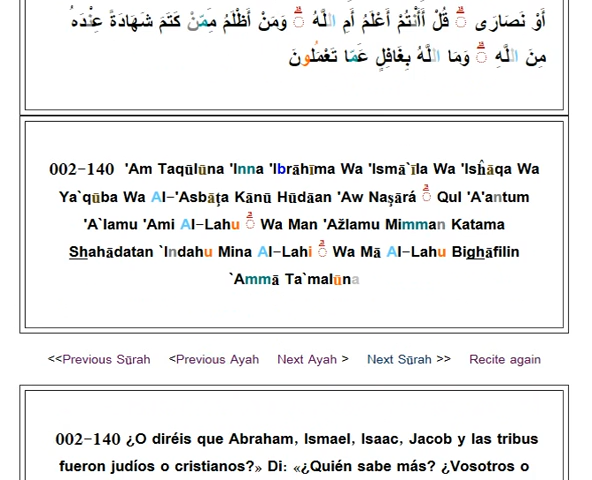 أَوْ نَصَارَى ۗ قُلْ أَأَنْتُمْ أَعْلَمُ أَمِ اللَّهُ ۗ وَمَنْ أَظْلَمُ مِمَّنْ كَتَمَ شَهَادَةً عِنْدَهُ
مِنَ اللَّهِ ۗ وَمَا اللَّهُ بِغَافِلٍ عَمَّا تَعْمَلُونَ
002-140 'Am Taqūlūna 'Inna 'Ibrāhīma Wa 'Ismā`īla Wa 'Isĥāqa Wa
Ya`qūba Wa Al-'Asbāţa Kānū Hūdāan 'Aw Naşārá ۗ Qul 'A'antum
'A`lamu 'Ami Al-Lahu ۗ Wa Man 'Ažlamu Mimman Katama
Shahādatan `Indahu Mina Al-Lahi ۗ Wa Mā Al-Lahu Bighāfilin
`Ammā Ta`malūna
<<Previous Sūrah <Previous Ayah Next Ayah > Next Sūrah >> Recite again
002-140 ¿O diréis que Abraham, Ismael, Isaac, Jacob y las tribus
fueron judíos o cristianos?» Di: «¿Quién sabe más? ¿Vosotros o